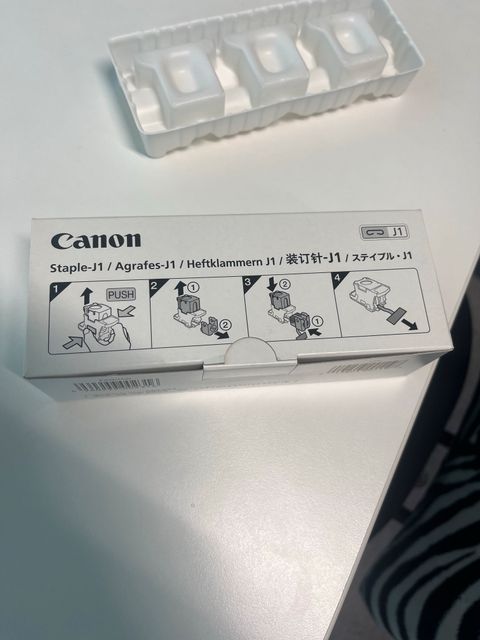 Canon
J1
Staple-J1 / Agrafes-J1 / Heftklammern J1 / 装订针-J1 / ステイプル・J1
1 PUSH
2 ① ②
3 ② ①
4